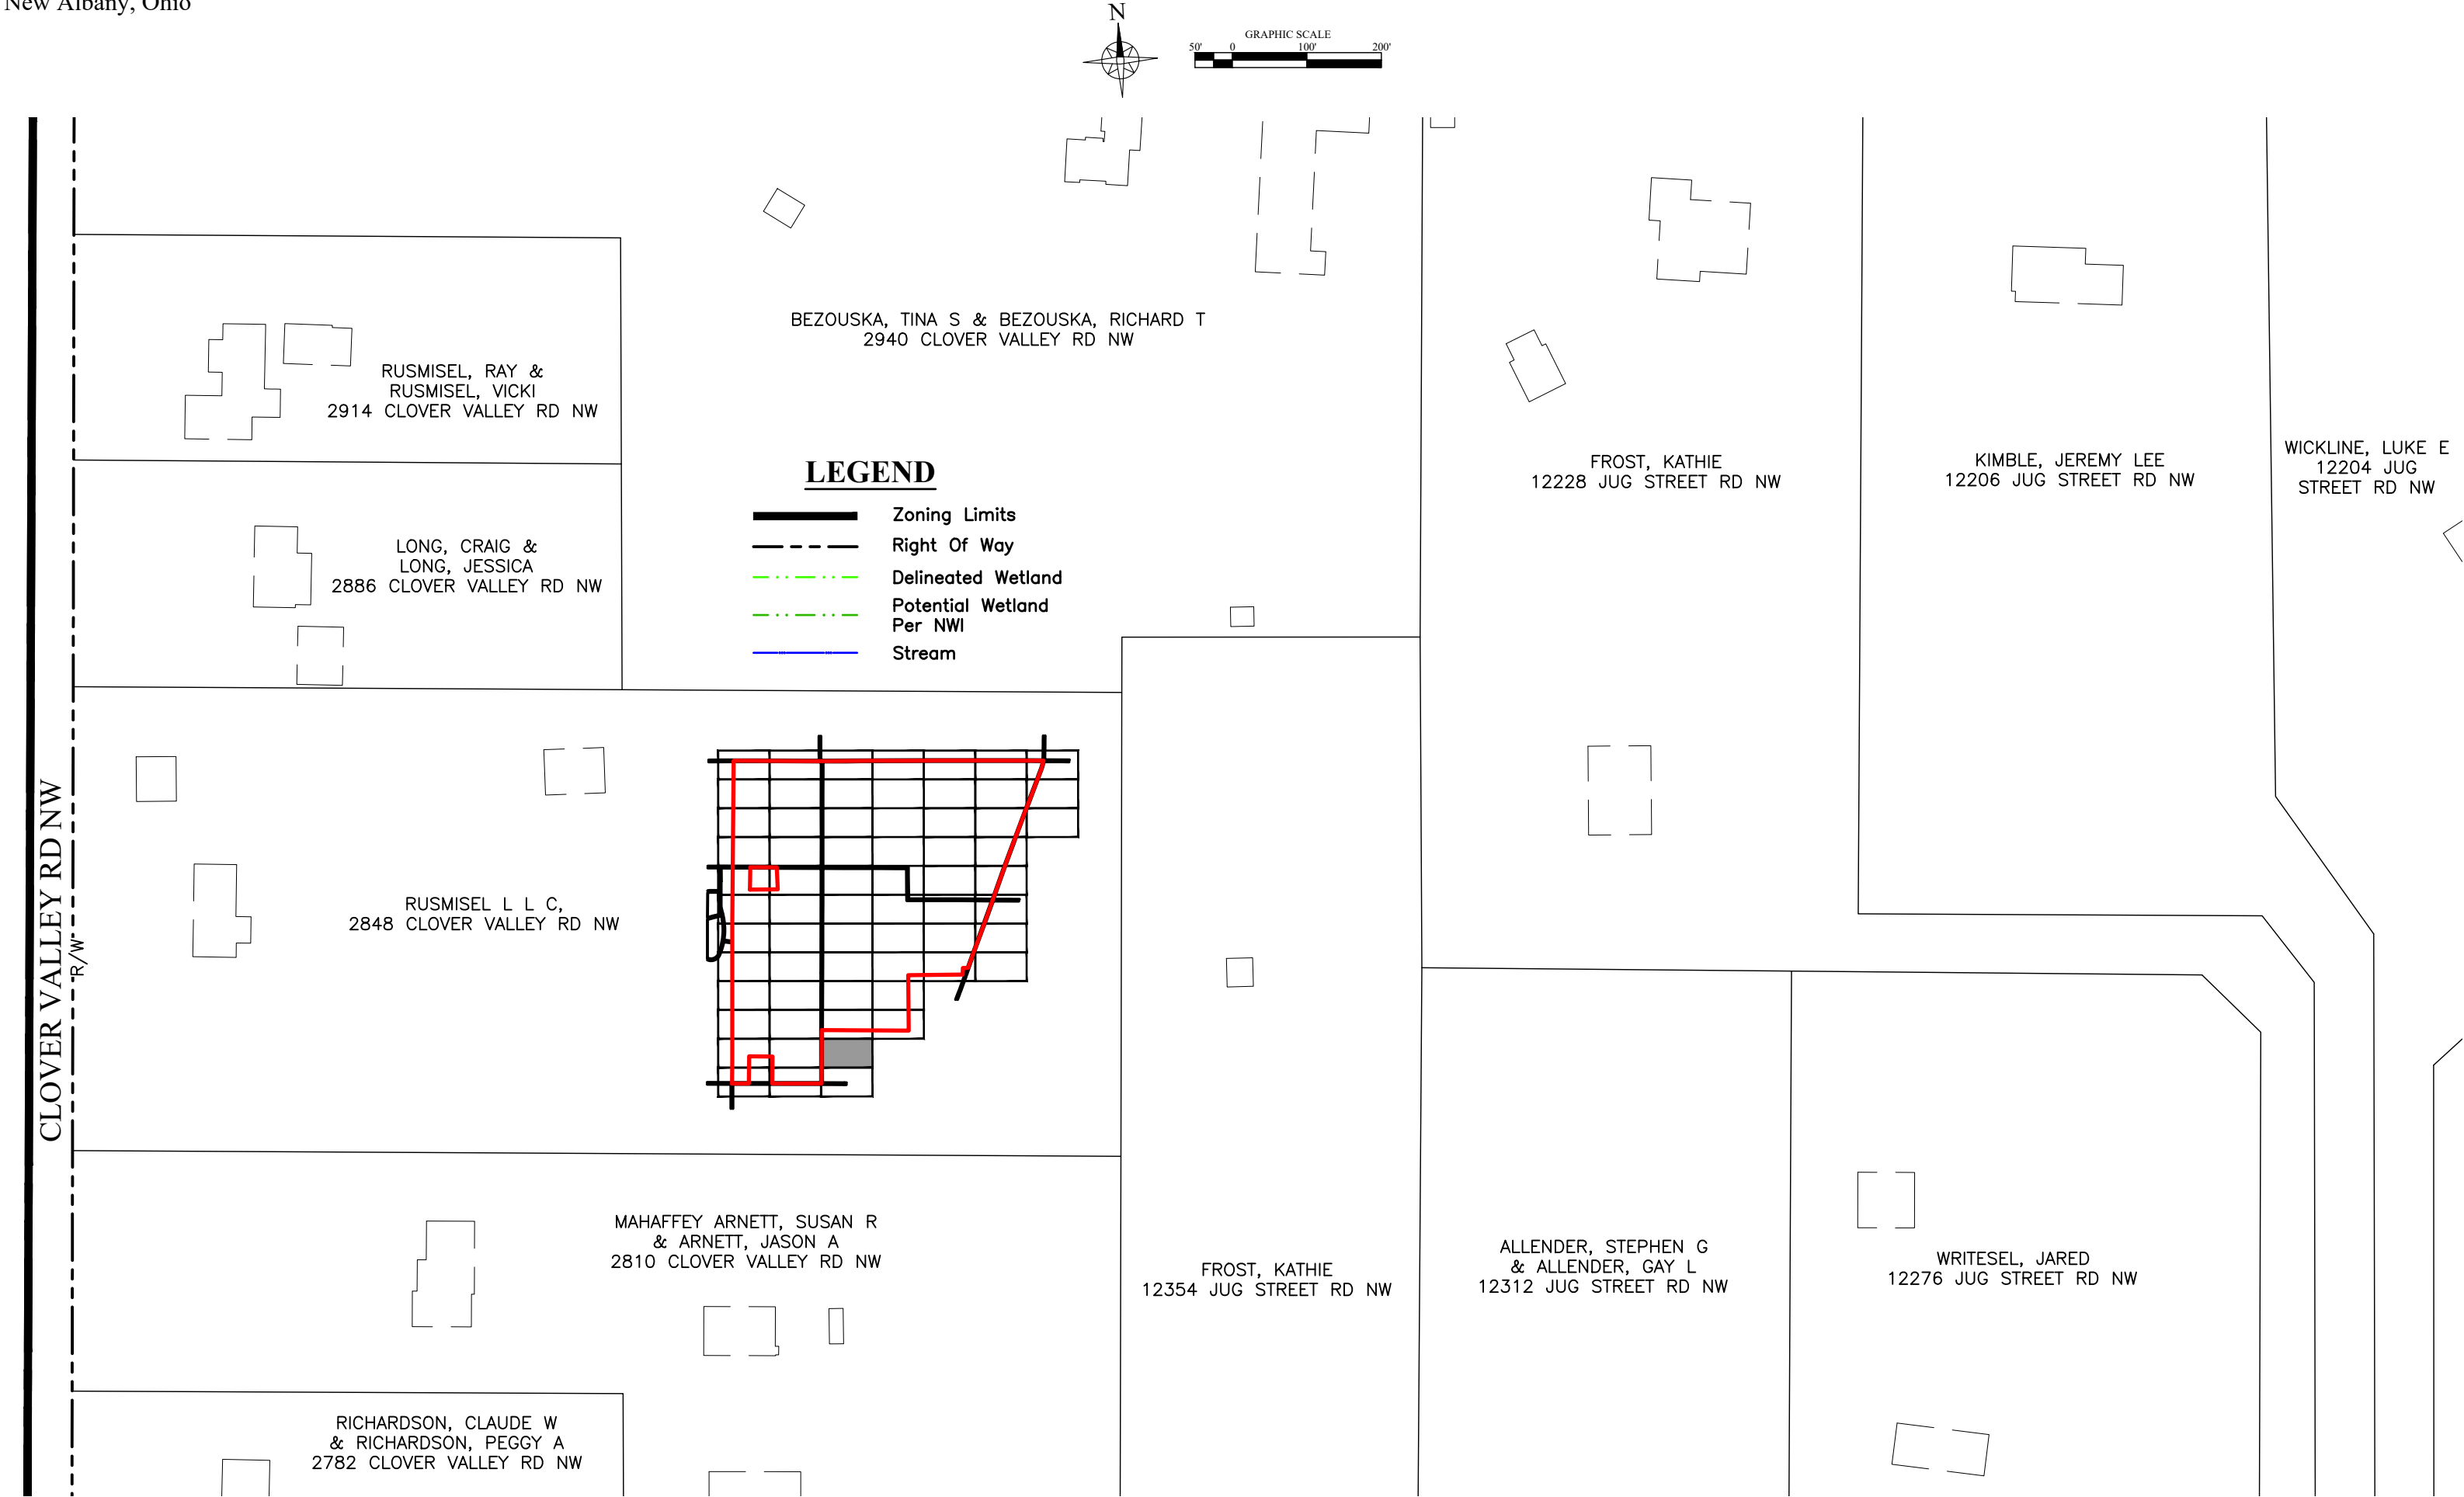 New Albany, Ohio
N
GRAPHIC SCALE
50' 0 100' 200'
BEZOUSKA, TINA S & BEZOUSKA, RICHARD T
2940 CLOVER VALLEY RD NW
RUSMISEL, RAY &
RUSMISEL, VICKI
2914 CLOVER VALLEY RD NW
LEGEND
Zoning Limits
Right Of Way
Delineated Wetland
Potential Wetland
Per NWI
Stream
FROST, KATHIE
12228 JUG STREET RD NW
KIMBLE, JEREMY LEE
12206 JUG STREET RD NW
WICKLINE, LUKE E
12204 JUG
STREET RD NW
LONG, CRAIG &
LONG, JESSICA
2886 CLOVER VALLEY RD NW
CLOVER VALLEY RD NW
R/W
RUSMISEL L L C,
2848 CLOVER VALLEY RD NW
MAHAFFEY ARNETT, SUSAN R
& ARNETT, JASON A
2810 CLOVER VALLEY RD NW
FROST, KATHIE
12354 JUG STREET RD NW
ALLENDER, STEPHEN G
& ALLENDER, GAY L
12312 JUG STREET RD NW
WRITESEL, JARED
12276 JUG STREET RD NW
RICHARDSON, CLAUDE W
& RICHARDSON, PEGGY A
2782 CLOVER VALLEY RD NW